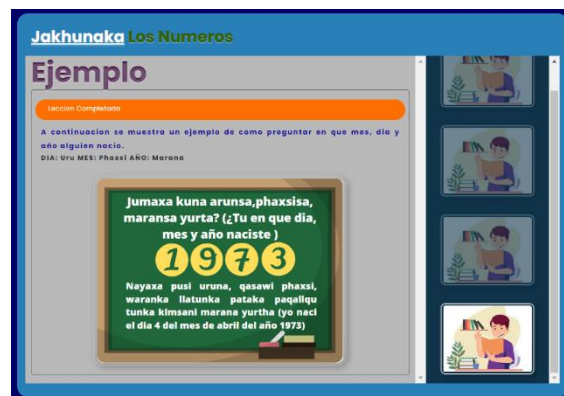 Jakhunaka Los Numeros
Ejemplo
Leccion Completada
A continuacion se muestra un ejemplo de como preguntar en que mes, dia y
año alguien nacio.
DIA: Uru MES: Phaxsi AÑO: Marana
Jumaxa kuna arunsa,phaxsisa,
maransa yurta? (¿Tu en que dia,
mes y año naciste )
1973
Nayaxa pusi uruna, qasawi phaxsi,
waranka llatunka pataka paqallqu
tunka kimsani marana yurtha (yo naci
el dia 4 del mes de abril del año 1973)